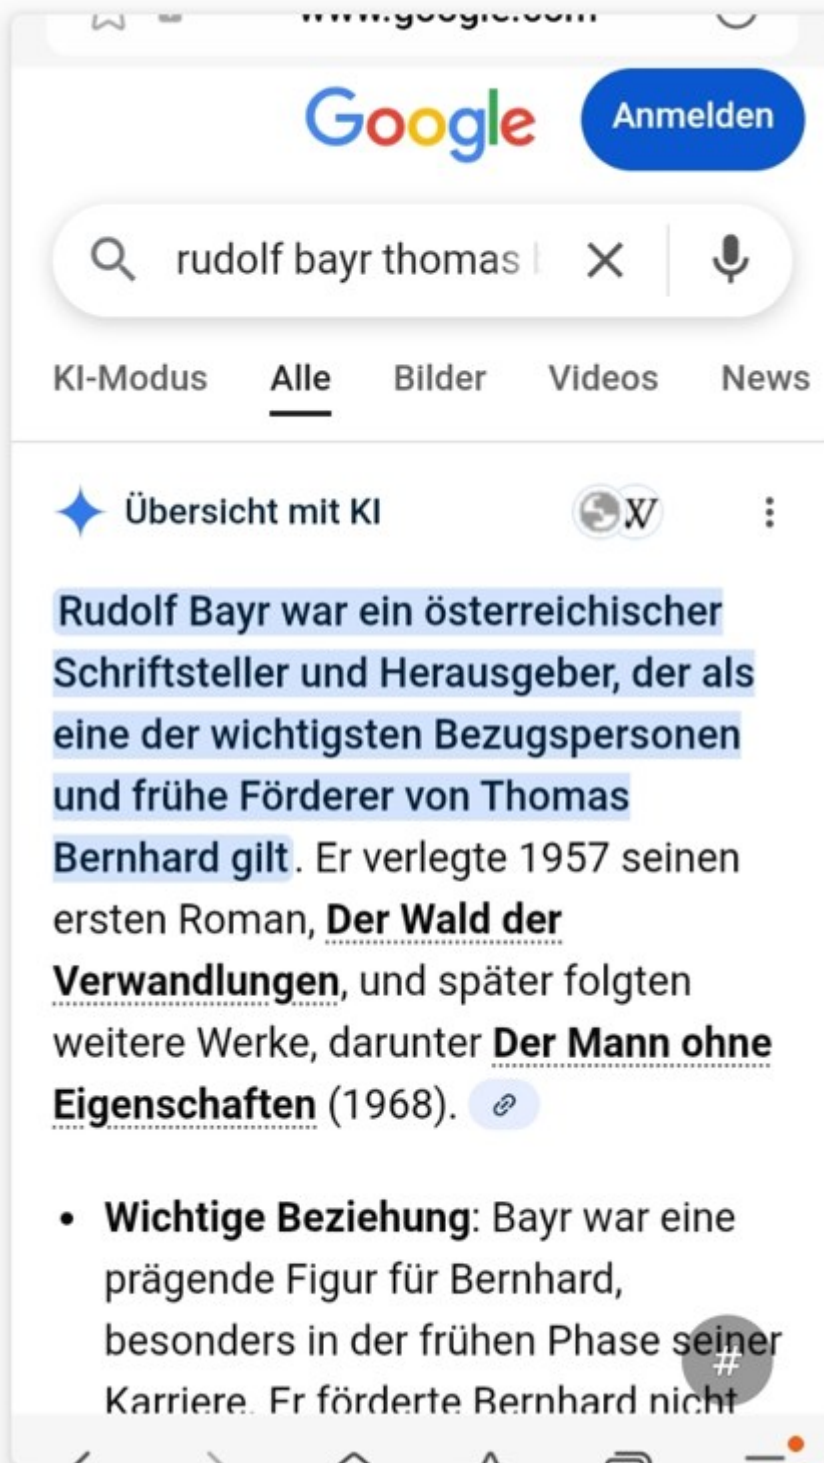 www.google.com
Google
Anmelden
rudolf bayr thomas
KI-Modus Alle Bilder Videos News
Übersicht mit KI
Rudolf Bayr war ein österreichischer
Schriftsteller und Herausgeber, der als
eine der wichtigsten Bezugspersonen
und frühe Förderer von Thomas
Bernhard gilt. Er verlegte 1957 seinen
ersten Roman, Der Wald der
Verwandlungen, und später folgten
weitere Werke, darunter Der Mann ohne
Eigenschaften (1968).
• Wichtige Beziehung: Bayr war eine
prägende Figur für Bernhard,
besonders in der frühen Phase seiner
#
Karriere. Er förderte Bernhard nicht